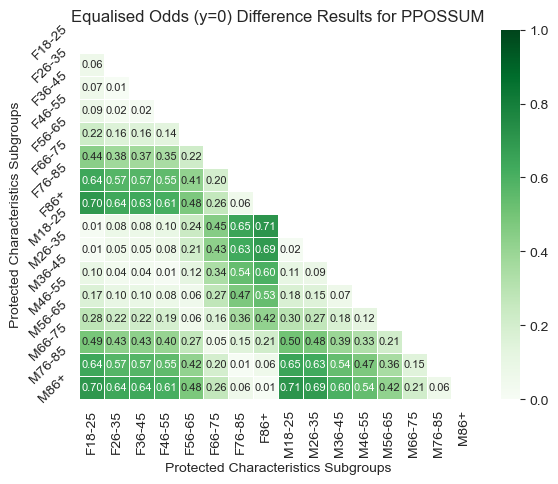 Equalised Odds (y=0) Difference Results for PPOSSUM
Protected Characteristics Subgroups
F18-25
F26-35 0.06
F36-45 0.07 0.01
F46-55 0.09 0.02 0.02
F56-65 0.22 0.16 0.16 0.14
F66-75 0.44 0.38 0.37 0.35 0.22
F76-85 0.64 0.57 0.57 0.55 0.41 0.20
F86+ 0.70 0.64 0.63 0.61 0.48 0.26 0.06
M18-25 0.01 0.08 0.08 0.10 0.24 0.45 0.65 0.71
M26-35 0.01 0.05 0.05 0.08 0.21 0.43 0.63 0.69 0.02
M36-45 0.10 0.04 0.04 0.01 0.12 0.34 0.54 0.60 0.11 0.09
M46-55 0.17 0.10 0.10 0.08 0.06 0.27 0.47 0.53 0.18 0.15 0.07
M56-65 0.28 0.22 0.22 0.19 0.06 0.16 0.36 0.42 0.30 0.27 0.18 0.12
M66-75 0.49 0.43 0.43 0.40 0.27 0.05 0.15 0.21 0.50 0.48 0.39 0.33 0.21
M76-85 0.64 0.57 0.57 0.55 0.42 0.20 0.01 0.06 0.65 0.63 0.54 0.47 0.36 0.15
M86+ 0.70 0.64 0.64 0.61 0.48 0.26 0.06 0.01 0.71 0.69 0.60 0.54 0.42 0.21 0.06
F18-25 F26-35 F36-45 F46-55 F56-65 F66-75 F76-85 F86+ M18-25 M26-35 M36-45 M46-55 M56-65 M66-75 M76-85 M86+
Protected Characteristics Subgroups
1.0
0.8
0.6
0.4
0.2
0.0